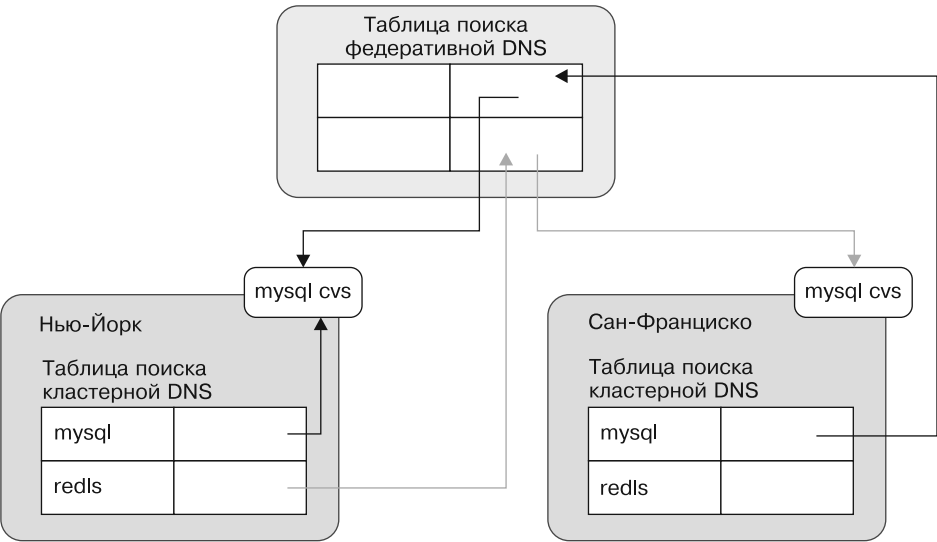 Таблица поиска
федеративной DNS
mysql cvs
mysql cvs
Нью-Йорк
Таблица поиска
кластерной DNS
mysql
redls
Сан-Франциско
Таблица поиска
кластерной DNS
mysql
redls